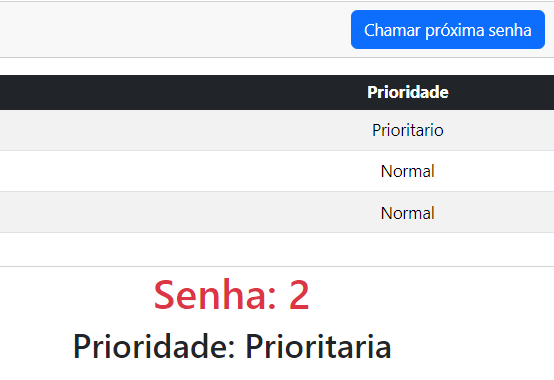 Chamar próxima senha
Prioridade
Prioritario
Normal
Normal
Senha: 2
Prioridade: Prioritaria